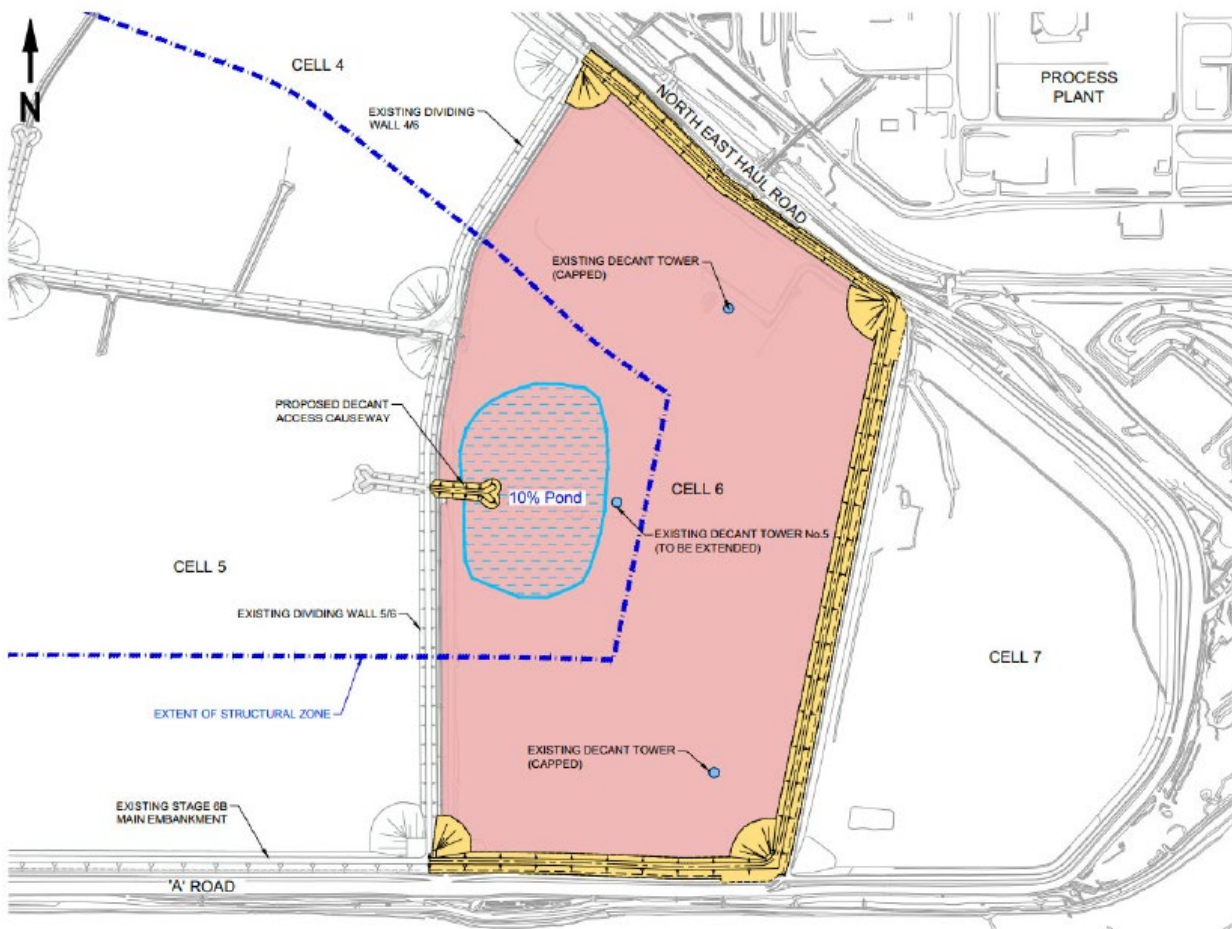 CELL 4
PROCESS
PLANT
N
EXISTING DIVIDING
WALL 4/6
NORTH EAST HAUL ROAD
EXISTING DECANT TOWER
(CAPPED)
PROPOSED DECANT
ACCESS CAUSEWAY
10% Pond
CELL 6
EXISTING DECANT TOWER No.5
(TO BE EXTENDED)
CELL 5
EXISTING DIVIDING WALL 5/6
CELL 7
EXTENT OF STRUCTURAL ZONE
EXISTING DECANT TOWER
(CAPPED)
EXISTING STAGE 6B
MAIN EMBANKMENT
'A' ROAD